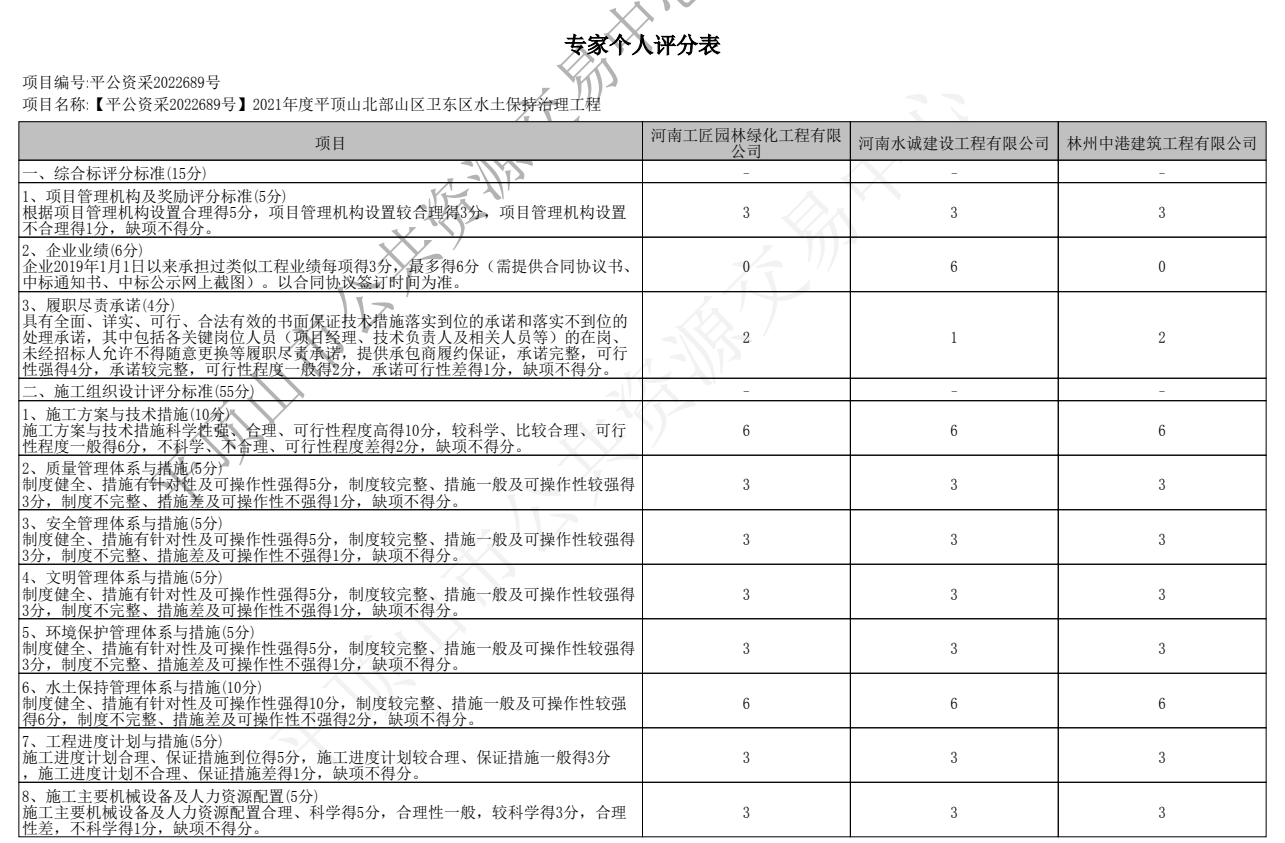 专家个人评分表
项目编号:平公资采2022689号
项目名称:【平公资采2022689号】2021年度平顶山北部山区卫东区水土保持治理工程
项目 河南工匠园林绿化工程有限公司 河南水诚建设工程有限公司 林州中港建筑工程有限公司
一、综合标评分标准(15分) - - -
1、项目管理机构及奖励评分标准(5分)
根据项目管理机构设置合理得5分，项目管理机构设置较合理得3分，项目管理机构设置
不合理得1分，缺项不得分。
3 3 3
2、企业业绩(6分)
企业2019年1月1日以来承担过类似工程业绩每项得3分，最多得6分（需提供合同协议书、
中标通知书、中标公示网上截图）。以合同协议签订时间为准。
0 6 0
3、履职尽责承诺(4分)
具有全面、详实、可行、合法有效的书面保证技术措施落实到位的承诺和落实不到位的
处理承诺，其中包括各关键岗位人员（项目经理、技术负责人及相关人员等）的在岗、
未经招标人允许不得随意更换等履职尽责承诺，提供承包商履约保证，承诺完整，可行
性强得4分，承诺较完整，可行性程度一般得2分，承诺可行性差得1分，缺项不得分。
2 1 2
二、施工组织设计评分标准(55分) - - -
1、施工方案与技术措施(10分)
施工方案与技术措施科学性强、合理、可行性程度高得10分，较科学、比较合理、可行
性程度一般得6分，不科学、不合理、可行性程度差得2分，缺项不得分。
6 6 6
2、质量管理体系与措施(5分)
制度健全、措施有针对性及可操作性强得5分，制度较完整、措施一般及可操作性较强得
3分，制度不完整、措施差及可操作性不强得1分，缺项不得分。
3 3 3
3、安全管理体系与措施(5分)
制度健全、措施有针对性及可操作性强得5分，制度较完整、措施一般及可操作性较强得
3分，制度不完整、措施差及可操作性不强得1分，缺项不得分。
3 3 3
4、文明管理体系与措施(5分)
制度健全、措施有针对性及可操作性强得5分，制度较完整、措施一般及可操作性较强得
3分，制度不完整、措施差及可操作性不强得1分，缺项不得分。
3 3 3
5、环境保护管理体系与措施(5分)
制度健全、措施有针对性及可操作性强得5分，制度较完整、措施一般及可操作性较强得
3分，制度不完整、措施差及可操作性不强得1分，缺项不得分。
3 3 3
6、水土保持管理体系与措施(10分)
制度健全、措施有针对性及可操作性强得10分，制度较完整、措施一般及可操作性较强
得6分，制度不完整、措施差及可操作性不强得2分，缺项不得分。
6 6 6
7、工程进度计划与措施(5分)
施工进度计划合理、保证措施到位得5分，施工进度计划较合理、保证措施一般得3分
，施工进度计划不合理、保证措施差得1分，缺项不得分。
3 3 3
8、施工主要机械设备及人力资源配置(5分)
施工主要机械设备及人力资源配置合理、科学得5分，合理性一般，较科学得3分，合理
性差，不科学得1分，缺项不得分。
3 3 3
平顶山市公共资源交易中心
平顶山市公共资源交易中心